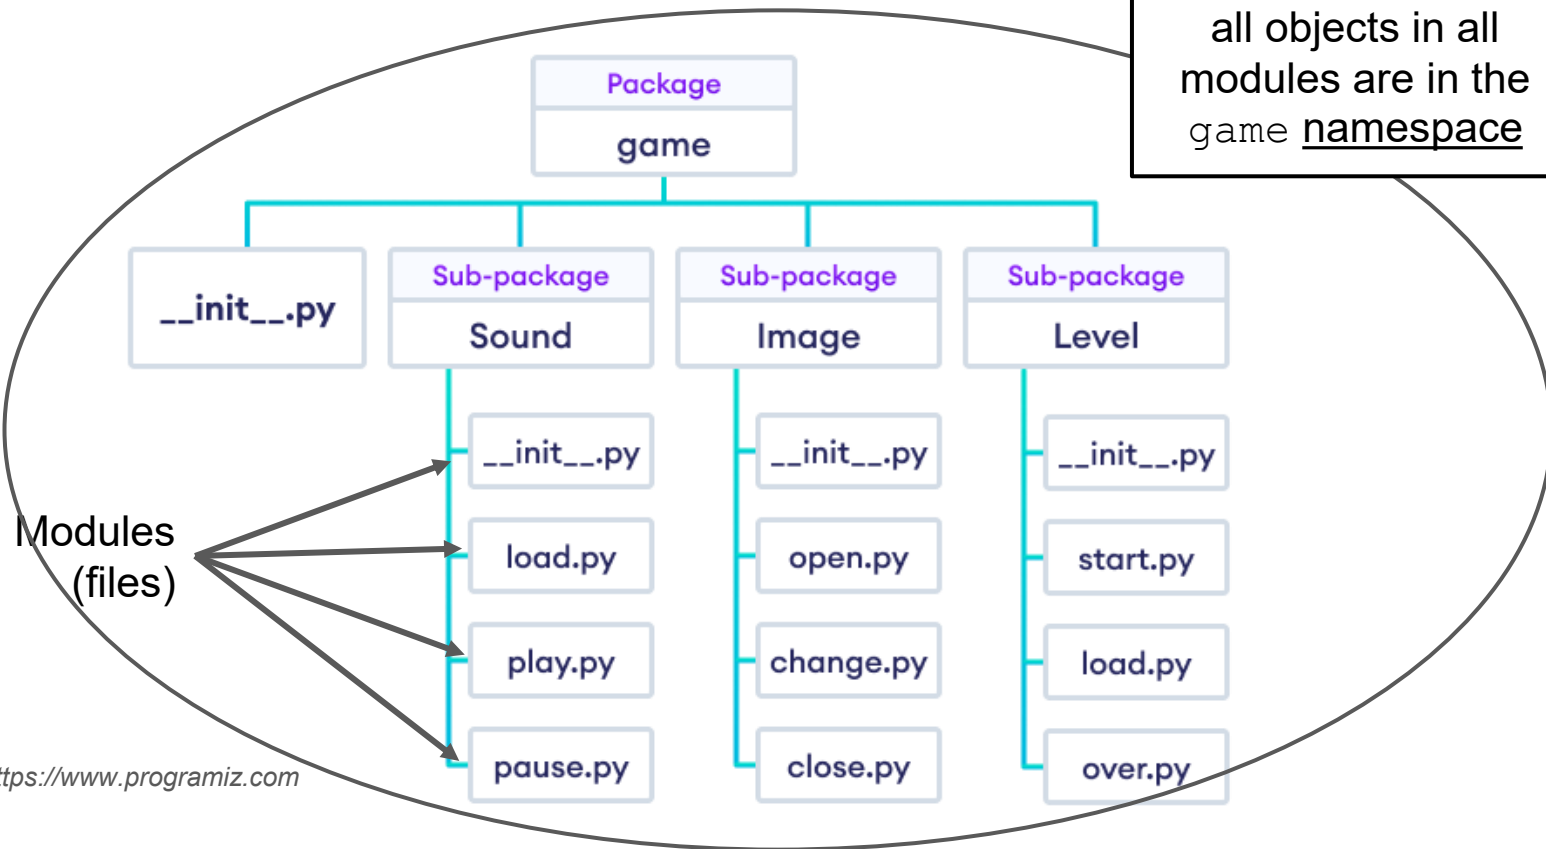 all objects in all
modules are in the
game namespace
Package
game
__init__.py
Sub-package
Sound
Sub-package
Image
Sub-package
Level
__init__.py
load.py
play.py
pause.py
__init__.py
open.py
change.py
close.py
__init__.py
start.py
load.py
over.py
Modules
(files)
ttps://www.programiz.com